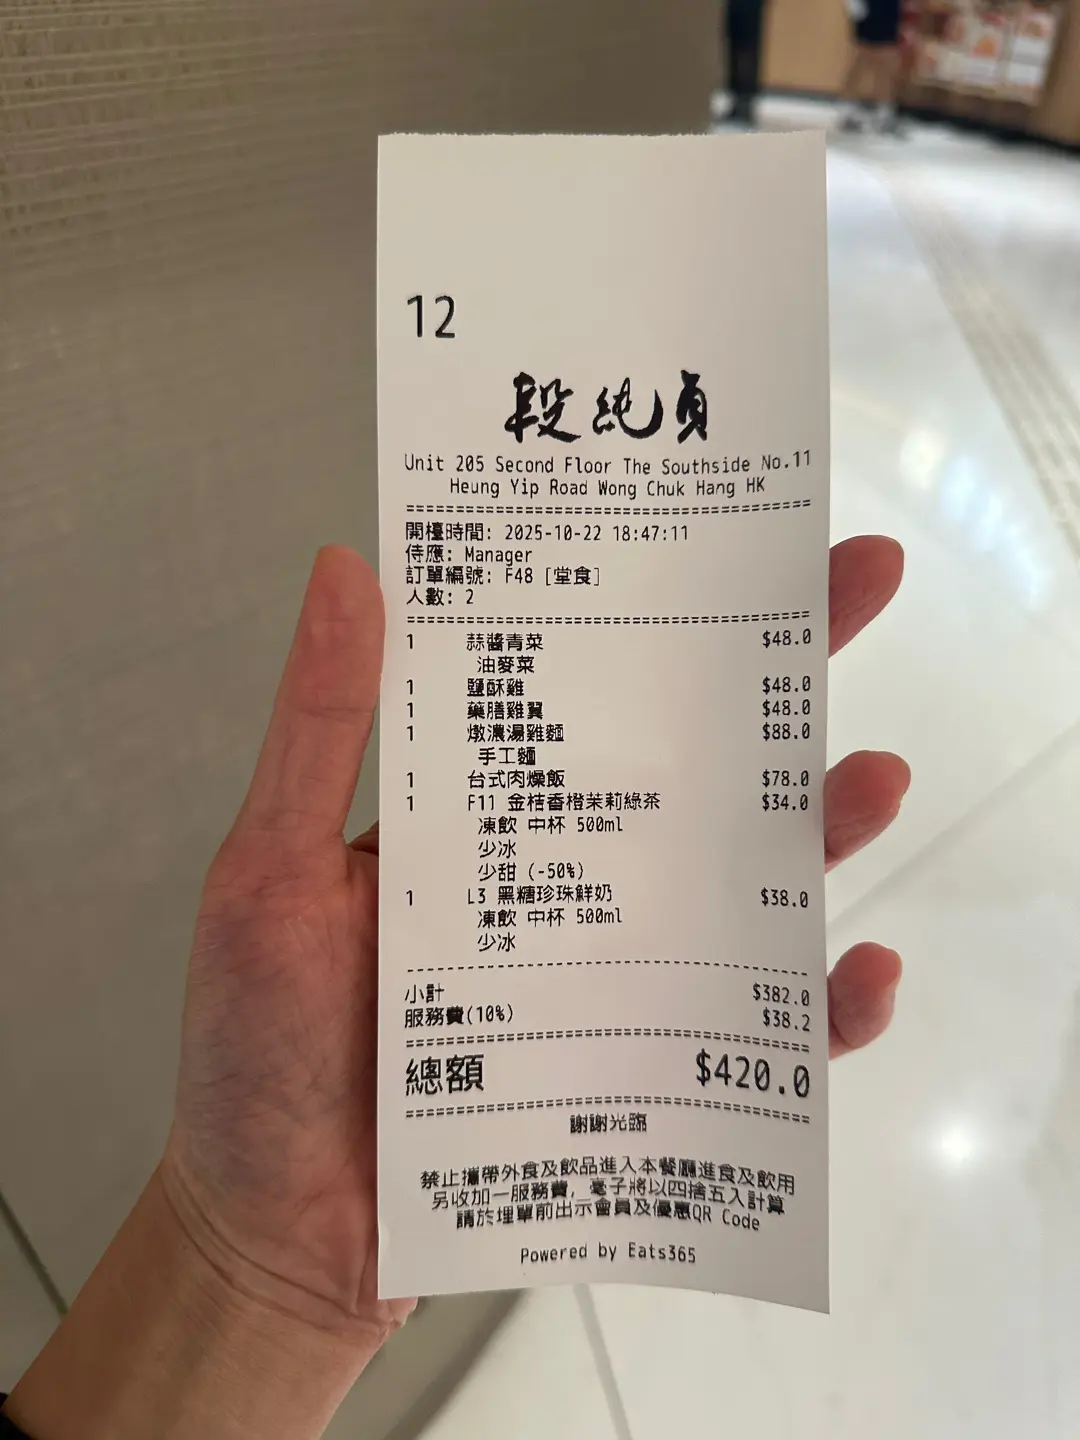 12
段純貞
Unit 205 Second Floor The Southside No.11
Heung Yip Road Wong Chuk Hang HK
開檯時間: 2025-10-22 18:47:11
侍應: Manager
訂單編號: F48 [堂食]
人數: 2
1 蒜醬青菜 $48.0
油麥菜
1 鹽酥雞 $48.0
1 藥膳雞翼 $48.0
1 燉濃湯雞麵 $88.0
手工麵
1 台式肉燥飯 $78.0
1 F11 金桔香橙茉莉綠茶 $34.0
凍飲 中杯 500ml
少冰
少甜 (-50%)
1 L3 黑糖珍珠鮮奶 $38.0
凍飲 中杯 500ml
少冰
小計 $382.0
服務費(10%) $38.2
總額 $420.0
謝謝光臨
禁止攜帶外食及飲品進入本餐廳進食及飲用
另收加一服務費, 毫子將以四捨五入計算
請於埋單前出示會員及優惠QR Code
Powered by Eats365